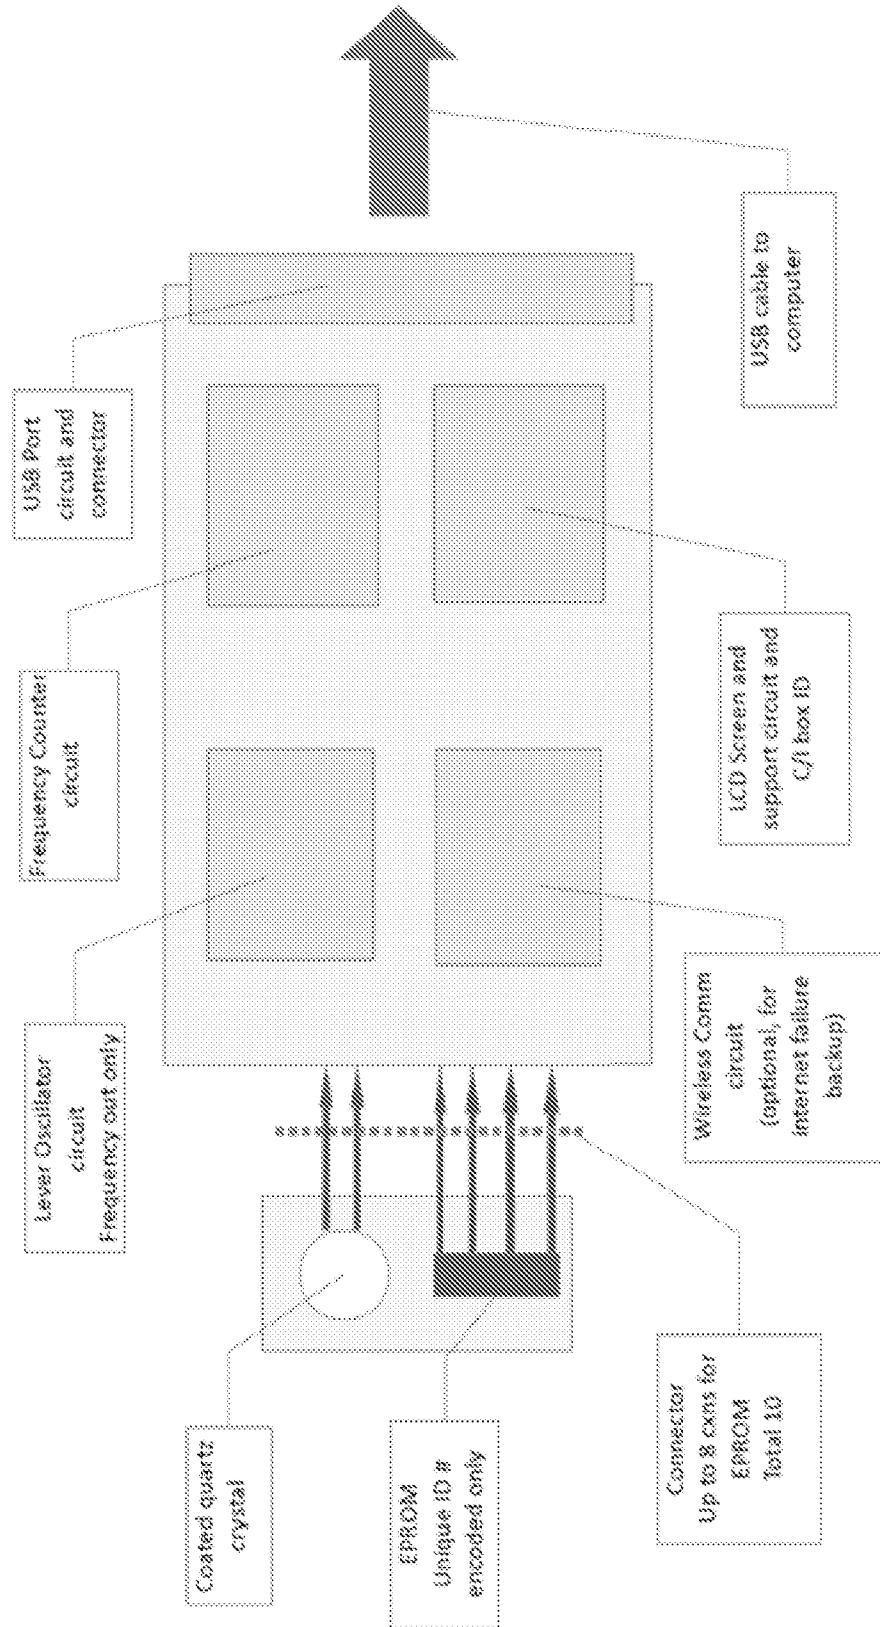 Coated quartz
crystal
Lever Oscillator
circuit
Frequency out only
Frequency Counter
circuit
USB Port
circuit and
connector
EPROM
Unique ID #
encoded only
Connector
Up to 8 cxns for
EPROM
Total 10
Wireless Comm
circuit
(optional, for
internet failure
backup)
LCD Screen and
support circuit and
C/I box ID
USB cable to
computer